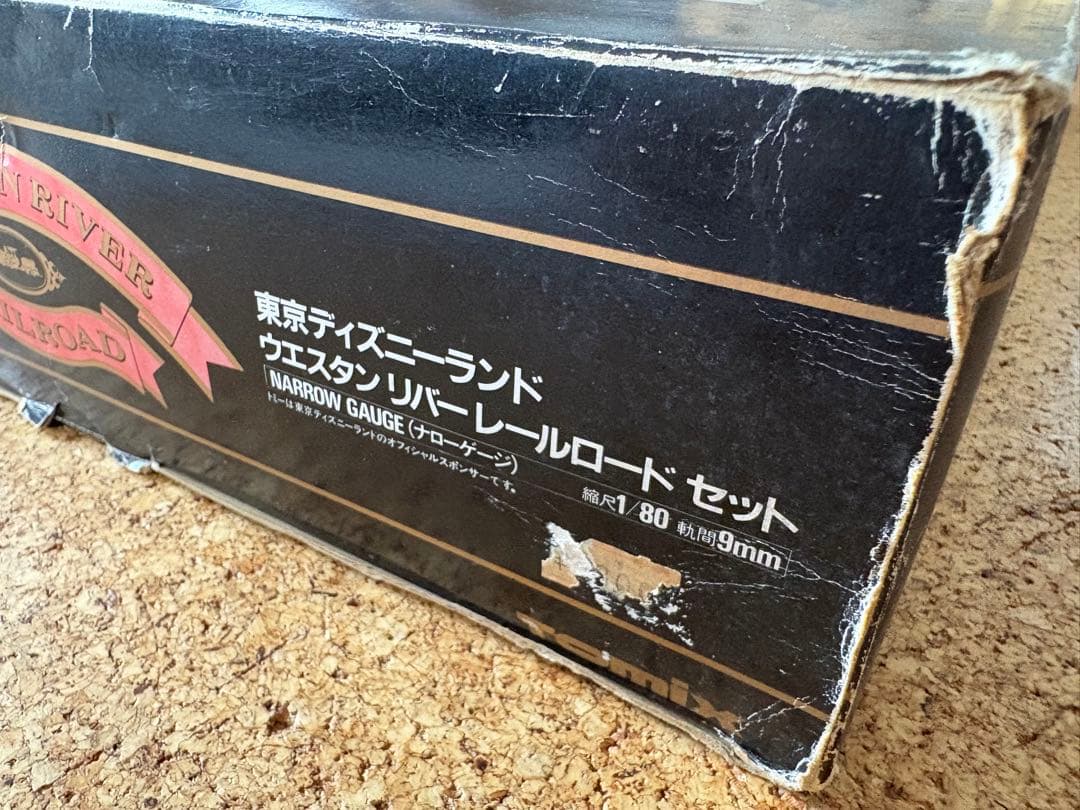 N RIVER
ILROAD
東京ディズニーランド
ウエスタン リバー レールロード セット
NARROW GAUGE (ナローゲージ)
縮尺1/80 軌間9mm
トミーは東京ディズニーランドのオフィシャルスポンサーです。